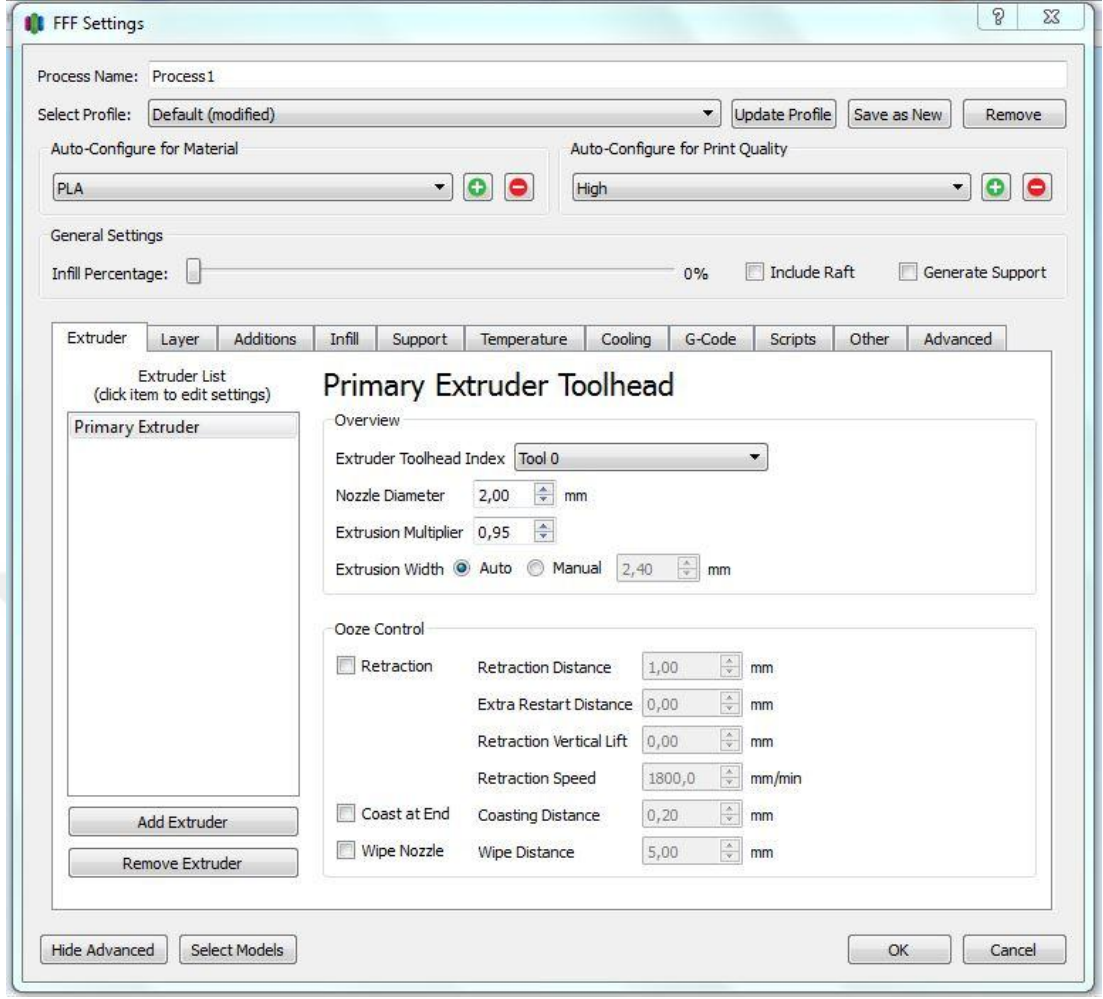 FFF Settings
Process Name: Process1
Select Profile: Default (modified) Update Profile Save as New Remove
Auto-Configure for Material Auto-Configure for Print Quality
PLA High
General Settings
Infill Percentage: 0% Include Raft Generate Support
Extruder Layer Additions Infill Support Temperature Cooling G-Code Scripts Other Advanced
Extruder List
(click item to edit settings)
Primary Extruder
Primary Extruder Toolhead
Overview
Extruder Toolhead Index Tool 0
Nozzle Diameter 2,00 mm
Extrusion Multiplier 0,95
Extrusion Width Auto Manual 2,40 mm
Ooze Control
Retraction Retraction Distance 1,00 mm
Extra Restart Distance 0,00 mm
Retraction Vertical Lift 0,00 mm
Retraction Speed 1800,0 mm/min
Coast at End Coasting Distance 0,20 mm
Wipe Nozzle Wipe Distance 5,00 mm
Add Extruder
Remove Extruder
Hide Advanced Select Models OK Cancel